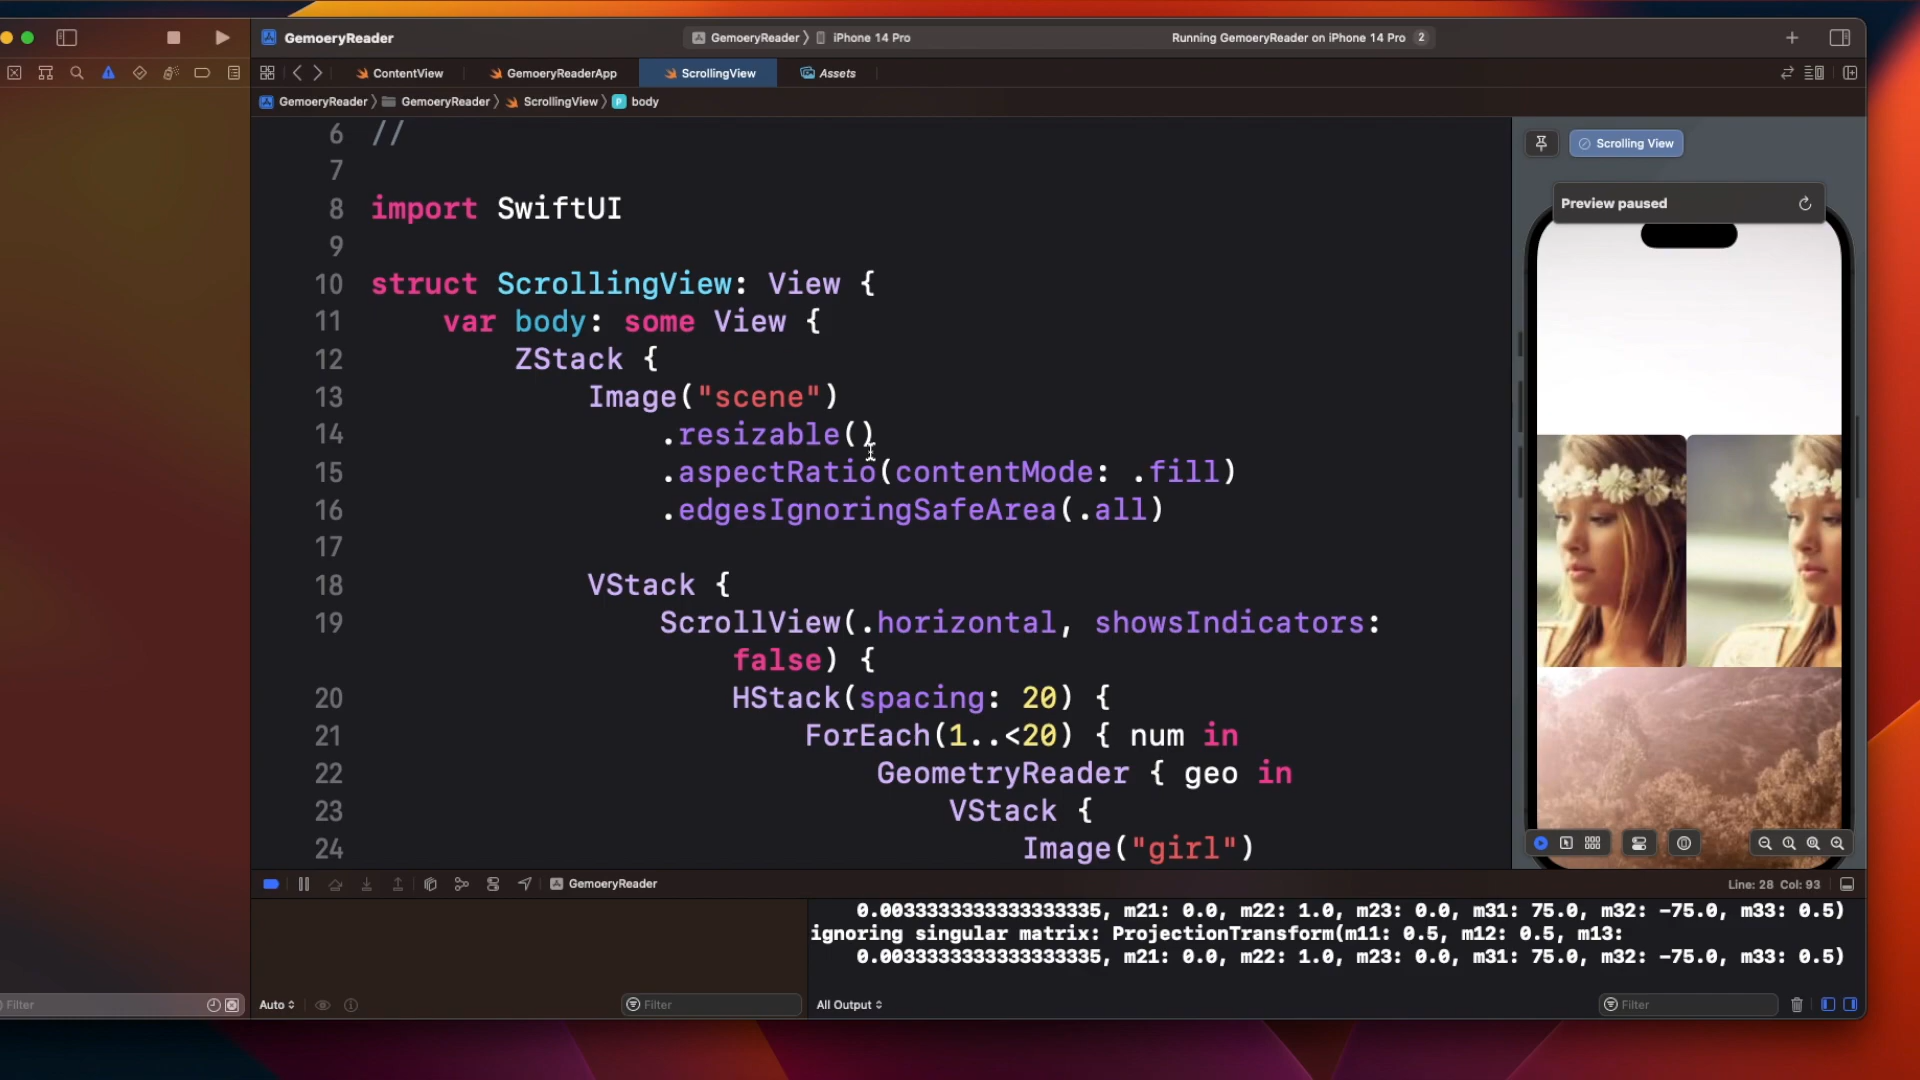 GemoeryReader
GemoeryReader
iPhone 14 Pro
Running GemoeryReader on iPhone 14 Pro
2
ContentView
GemoeryReaderApp
ScrollingView
Assets
GemoeryReader
GemoeryReader
ScrollingView
P
body
6 //
7
8 import SwiftUI
9
10 struct ScrollingView: View {
11 var body: some View {
12 ZStack {
13 Image("scene")
14 .resizable()
15 .aspectRatio(contentMode: .fill)
16 .edgesIgnoringSafeArea(.all)
17
18 VStack {
19 ScrollView(.horizontal, showsIndicators:
false) {
20 HStack(spacing: 20) {
21 ForEach(1..<20) { num in
22 GeometryReader { geo in
23 VStack {
24 Image("girl")
Scrolling View
Preview paused
GemoeryReader
Line: 28 Col: 93
0.0033333333333333335, m21: 0.0, m22: 1.0, m23: 0.0, m31: 75.0, m32: -75.0, m33: 0.5)
ignoring singular matrix: ProjectionTransform(m11: 0.5, m12: 0.5, m13:
0.0033333333333333335, m21: 0.0, m22: 1.0, m23: 0.0, m31: 75.0, m32: -75.0, m33: 0.5)
Filter
Auto
Filter
All Output
Filter